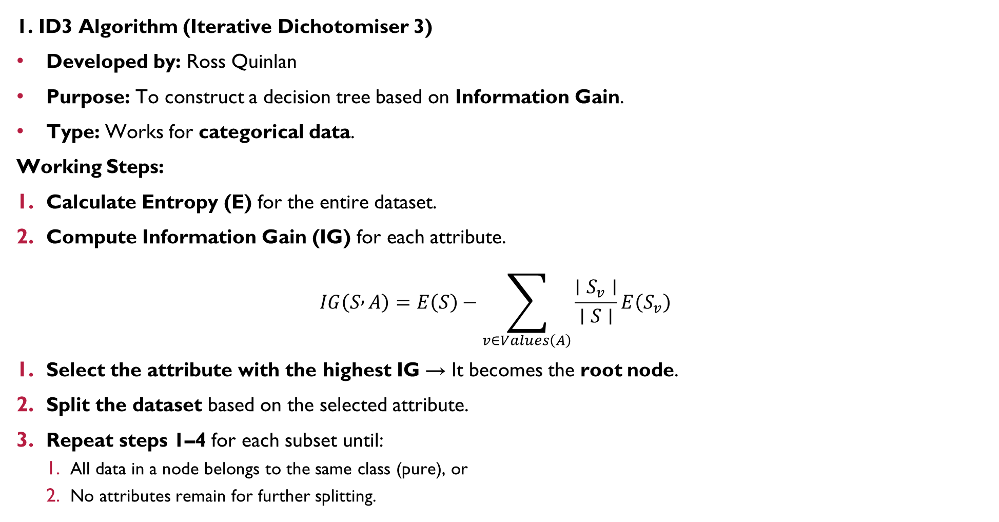 1. ID3 Algorithm (Iterative Dichotomiser 3)
• Developed by: Ross Quinlan
• Purpose: To construct a decision tree based on Information Gain.
• Type: Works for categorical data.
Working Steps:
1. Calculate Entropy (E) for the entire dataset.
2. Compute Information Gain (IG) for each attribute.
IG(S, A) = E(S) − ∑_{v∈Values(A)} (| S_v | / | S |) E(S_v)
1. Select the attribute with the highest IG → It becomes the root node.
2. Split the dataset based on the selected attribute.
3. Repeat steps 1–4 for each subset until:
1. All data in a node belongs to the same class (pure), or
2. No attributes remain for further splitting.